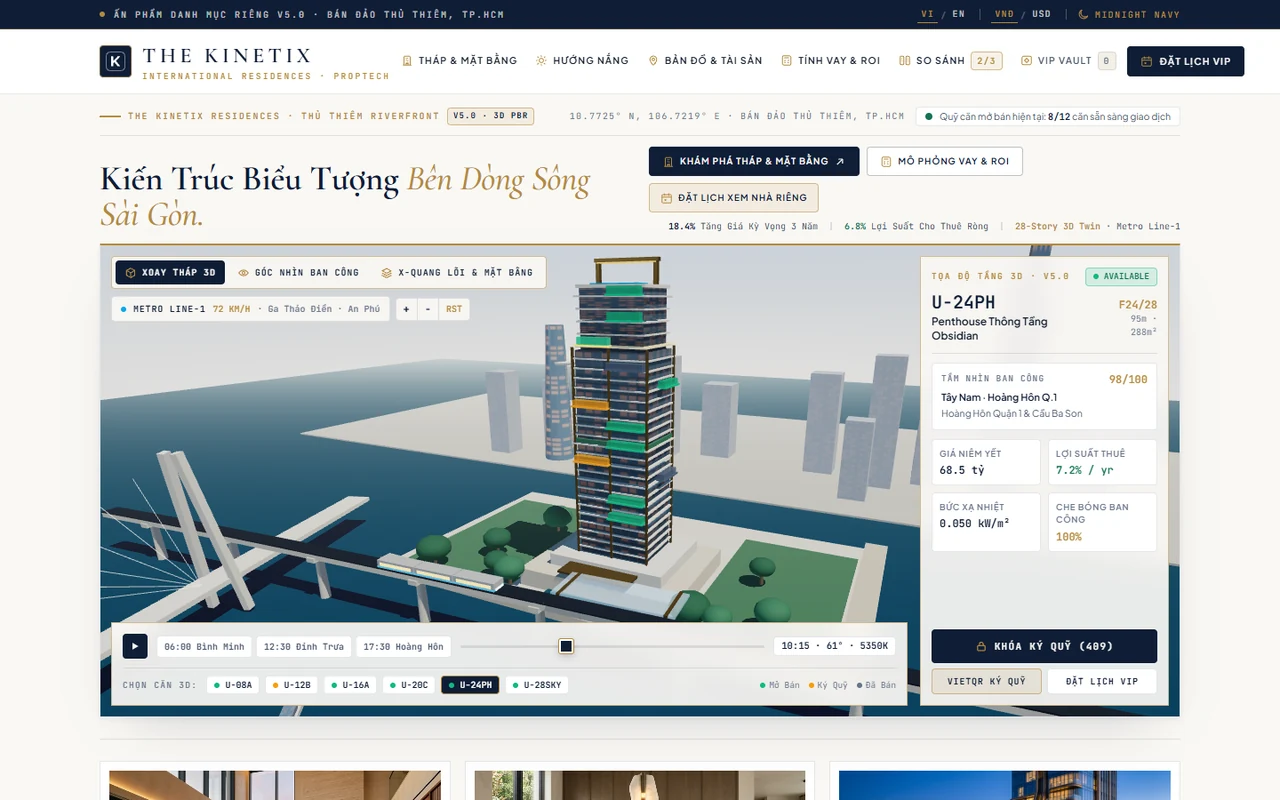 ẤN PHẨM DANH MỤC RIÊNG V5.0 · BÁN ĐẢO THỦ THIÊM, TP.HCM
VI / EN | VNĐ / USD | MIDNIGHT NAVY
K THE KINETIX
INTERNATIONAL RESIDENCES · PROPTECH
THÁP & MẶT BẰNG
HƯỚNG NẮNG
BẢN ĐỒ & TÀI SẢN
TÍNH VAY & ROI
SO SÁNH 2/3
VIP VAULT 0
ĐẶT LỊCH VIP
THE KINETIX RESIDENCES · THỦ THIÊM RIVERFRONT V5.0 · 3D PBR
10.7725° N, 106.7219° E · BÁN ĐẢO THỦ THIÊM, TP.HCM
Quỹ căn mở bán hiện tại: 8/12 căn sẵn sàng giao dịch
Kiến Trúc Biểu Tượng Bên Dòng Sông
Sài Gòn.
KHÁM PHÁ THÁP & MẶT BẰNG ↗
MÔ PHỎNG VAY & ROI
ĐẶT LỊCH XEM NHÀ RIÊNG
18.4% Tăng Giá Kỳ Vọng 3 Năm | 6.8% Lợi Suất Cho Thuê Ròng | 28-Story 3D Twin · Metro Line-1
XOAY THÁP 3D
GÓC NHÌN BAN CÔNG
X-QUANG LÕI & MẶT BẰNG
METRO LINE-1 72 KM/H · Ga Thảo Điền · An Phú
+ - RST
TỌA ĐỘ TẦNG 3D · V5.0
AVAILABLE
U-24PH
F24/28
Penthouse Thông Tầng
Obsidian
95m ·
288m²
TẦM NHÌN BAN CÔNG
98/100
Tây Nam · Hoàng Hôn Q.1
Hoàng Hôn Quận 1 & Cầu Ba Son
GIÁ NIÊM YẾT
68.5 tỷ
LỢI SUẤT THUÊ
7.2% / yr
BỨC XẠ NHIỆT
0.050 kW/m²
CHE BÓNG BAN
CÔNG
100%
KHÓA KÝ QUỸ (409)
VIETQR KÝ QUỸ
ĐẶT LỊCH VIP
06:00 Bình Minh
12:30 Đỉnh Trưa
17:30 Hoàng Hôn
10:15 · 61° · 5350K
CHỌN CĂN 3D:
U-08A
U-12B
U-16A
U-20C
U-24PH
U-28SKY
Mở Bán
Ký Quỹ
Đã Bán